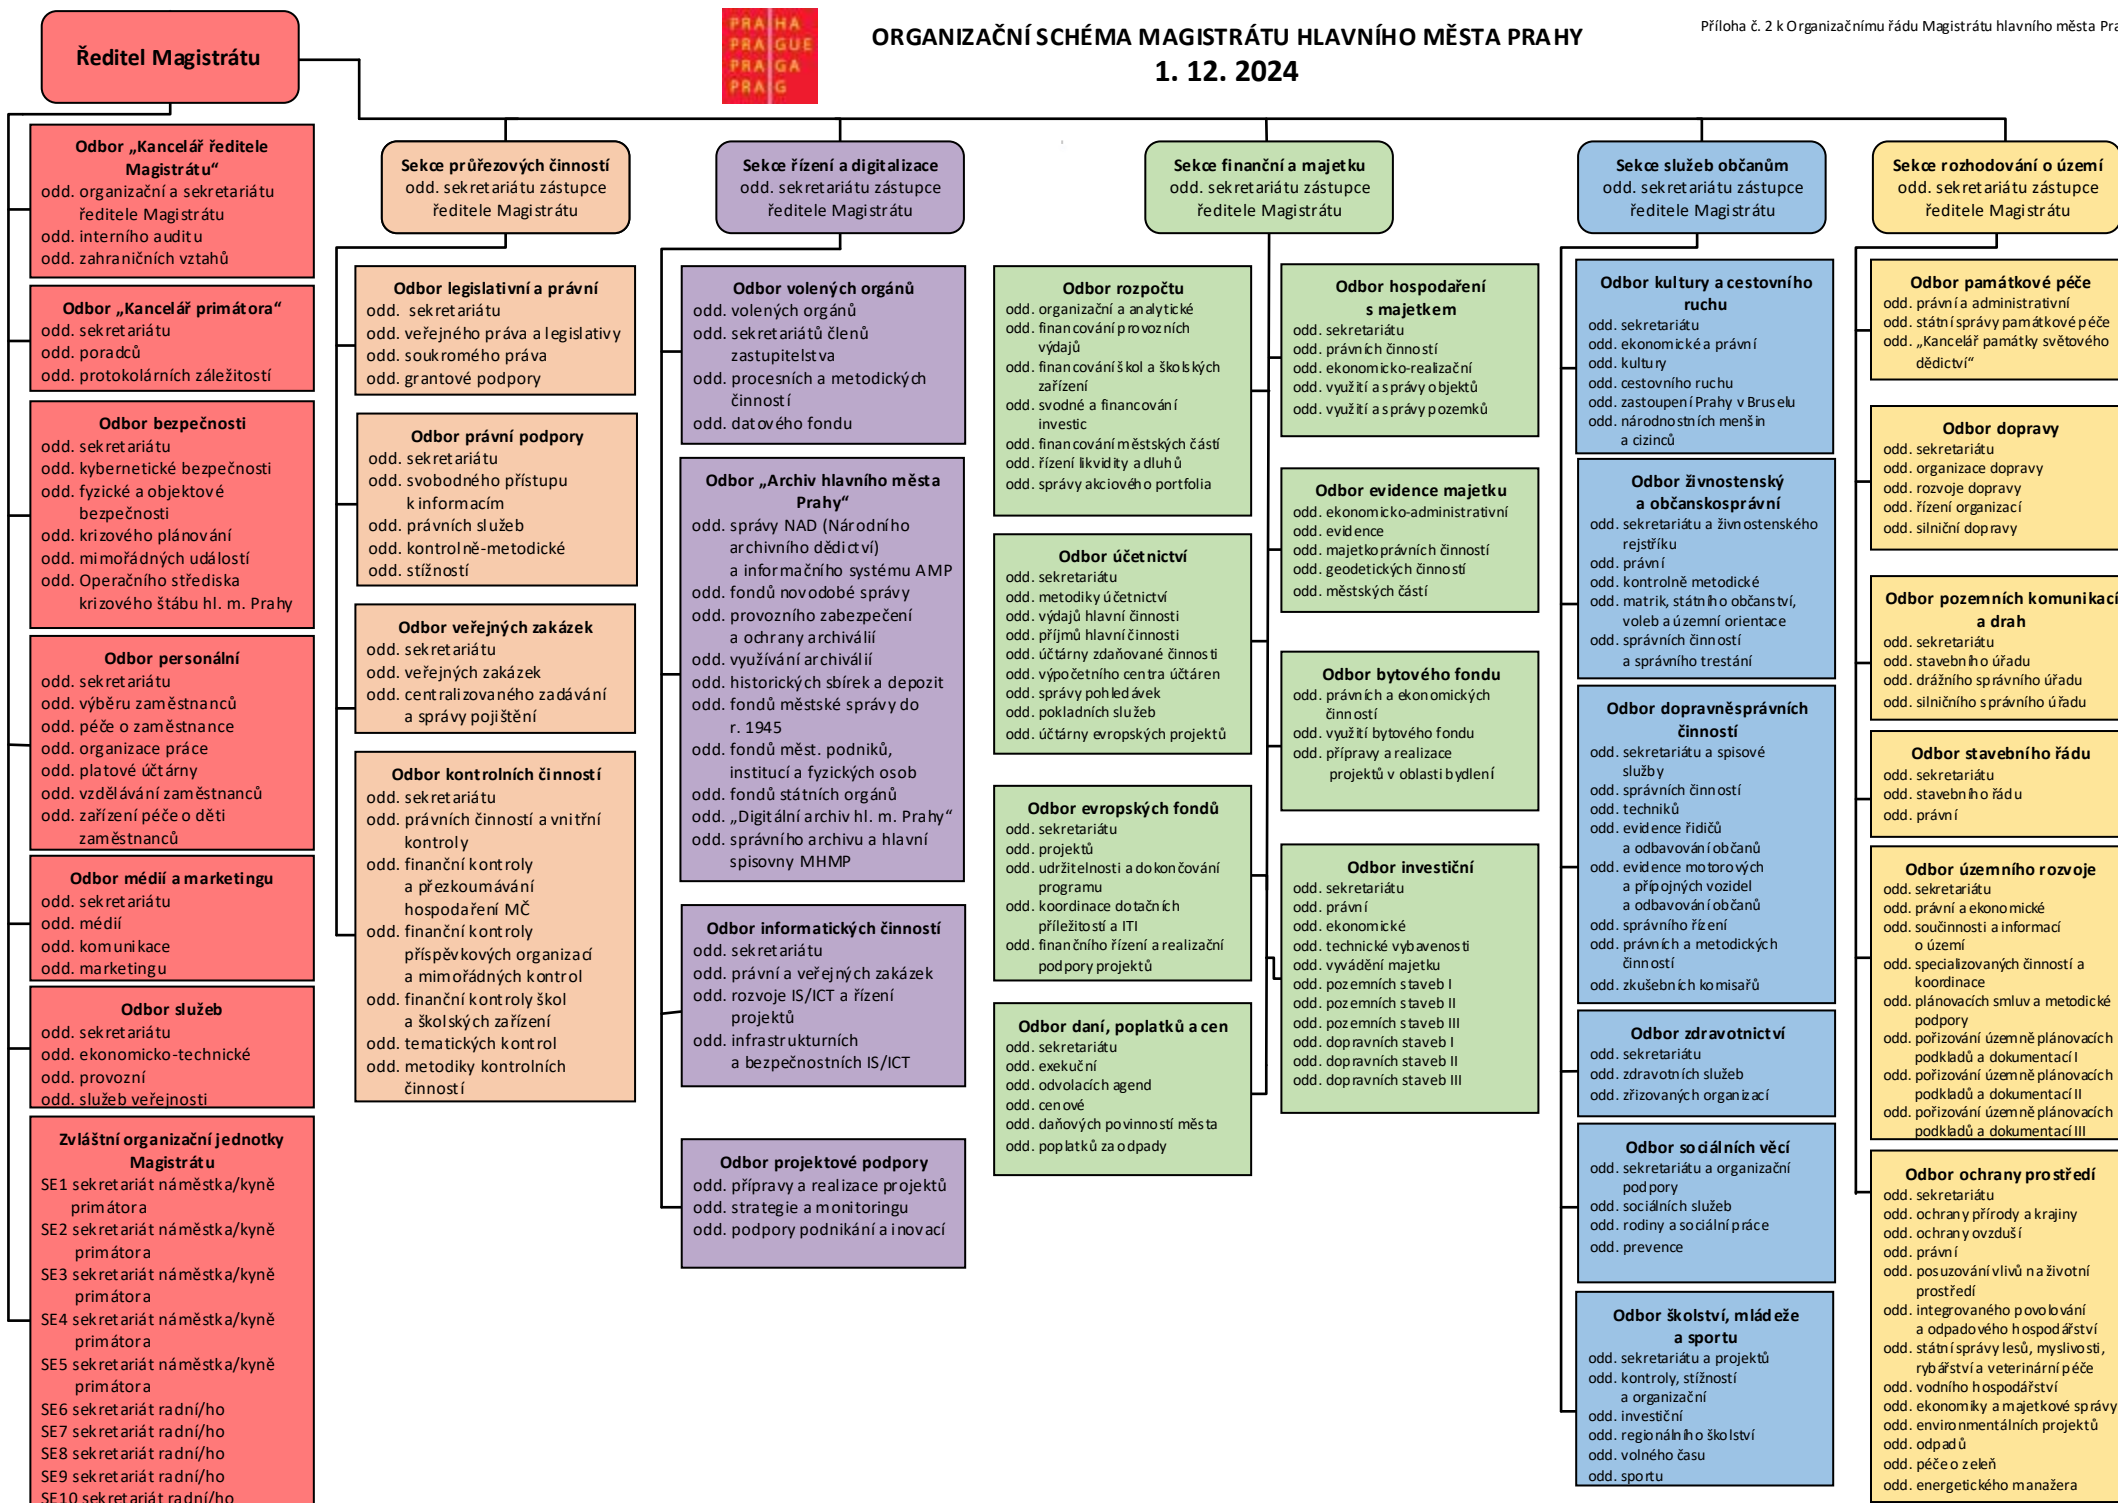 Ředitel Magistrátu
PRA HA
PRA GUE
PRA GA
PRA G
ORGANIZAČNÍ SCHÉMA MAGISTRÁTU HLAVNÍHO MĚSTA PRAHY
1. 12. 2024
Příloha č. 2 k Organizačnímu řádu Magistrátu hlavního města Pra
Odbor „Kancelář ředitele
Magistrátu“
odd. organizační a sekretariátu
ředitele Magistrátu
odd. interního auditu
odd. zahraničních vztahů
Odbor „Kancelář primátora“
odd. sekretariátu
odd. poradců
odd. protokolárních záležitostí
Odbor bezpečnosti
odd. sekretariátu
odd. kybernetické bezpečnosti
odd. fyzické a objektové
bezpečnosti
odd. krizového plánování
odd. mimořádných událostí
odd. Operačního střediska
krizového štábu hl. m. Prahy
Odbor personální
odd. sekretariátu
odd. výběru zaměstnanců
odd. péče o zaměstnance
odd. organizace práce
odd. platové účtárny
odd. vzdělávání zaměstnanců
odd. zařízení péče o děti
zaměstnanců
Odbor médií a marketingu
odd. sekretariátu
odd. médií
odd. komunikace
odd. marketingu
Odbor služeb
odd. sekretariátu
odd. ekonomicko-technické
odd. provozní
odd. služeb veřejnosti
Zvláštní organizační jednotky
Magistrátu
SE1 sekretariát náměstka/kyně
primátora
SE2 sekretariát náměstka/kyně
primátora
SE3 sekretariát náměstka/kyně
primátora
SE4 sekretariát náměstka/kyně
primátora
SE5 sekretariát náměstka/kyně
primátora
SE6 sekretariát radní/ho
SE7 sekretariát radní/ho
SE8 sekretariát radní/ho
SE9 sekretariát radní/ho
SE10 sekretariát radní/ho
Sekce průřezových činností
odd. sekretariátu zástupce
ředitele Magistrátu
Odbor legislativní a právní
odd. sekretariátu
odd. veřejného práva a legislativy
odd. soukromého práva
odd. grantové podpory
Odbor právní podpory
odd. sekretariátu
odd. svobodného přístupu
k informacím
odd. právních služeb
odd. kontrolně-metodické
odd. stížností
Odbor veřejných zakázek
odd. sekretariátu
odd. veřejných zakázek
odd. centralizovaného zadávání
a správy pojištění
Odbor kontrolních činností
odd. sekretariátu
odd. právních činností a vnitřní
kontroly
odd. finanční kontroly
a přezkoumávání
hospodaření MČ
odd. finanční kontroly
příspěvkových organizací
a mimořádných kontrol
odd. finanční kontroly škol
a školských zařízení
odd. tematických kontrol
odd. metodiky kontrolních
činností
Sekce řízení a digitalizace
odd. sekretariátu zástupce
ředitele Magistrátu
Odbor volených orgánů
odd. volených orgánů
odd. sekretariátů členů
zastupitelstva
odd. procesních a metodických
činností
odd. datového fondu
Odbor „Archiv hlavního města
Prahy“
odd. správy NAD (Národního
archivního dědictví)
a informačního systému AMP
odd. fondů novodobé správy
odd. provozního zabezpečení
a ochrany archiválií
odd. využívání archiválií
odd. historických sbírek a depozit
odd. fondů městské správy do
r. 1945
odd. fondů měst. podniků,
institucí a fyzických osob
odd. fondů státních orgánů
odd. „Digitální archiv hl. m. Prahy“
odd. správního archivu a hlavní
spisovny MHMP
Odbor informatických činností
odd. sekretariátu
odd. právní a veřejných zakázek
odd. rozvoje IS/ICT a řízení
projektů
odd. infrastrukturních
a bezpečnostních IS/ICT
Odbor projektové podpory
odd. přípravy a realizace projektů
odd. strategie a monitoringu
odd. podpory podnikání a inovací
Sekce finanční a majetku
odd. sekretariátu zástupce
ředitele Magistrátu
Odbor rozpočtu
odd. organizační a analytické
odd. financování provozních
výdajů
odd. financování škol a školských
zařízení
odd. svodné a financování
investic
odd. financování městských částí
odd. řízení likvidity a dluhů
odd. správy akciového portfolia
Odbor účetnictví
odd. sekretariátu
odd. metodiky účetnictví
odd. výdajů hlavní činnosti
odd. příjmů hlavní činnosti
odd. účtárny zdaňované činnosti
odd. výpočetního centra účtáren
odd. správy pohledávek
odd. pokladních služeb
odd. účtárny evropských projektů
Odbor evropských fondů
odd. sekretariátu
odd. projektů
odd. udržitelnosti a dokončování
programu
odd. koordinace dotačních
příležitostí a ITI
odd. finančního řízení a realizační
podpory projektů
Odbor daní, poplatků a cen
odd. sekretariátu
odd. exekuční
odd. odvolacích agend
odd. cenové
odd. daňových povinností města
odd. poplatků za odpady
Odbor hospodaření
s majetkem
odd. sekretariátu
odd. právních činností
odd. ekonomicko-realizační
odd. využití a správy objektů
odd. využití a správy pozemků
Odbor evidence majetku
odd. ekonomicko-administrativní
odd. evidence
odd. majetkoprávních činností
odd. geodetických činností
odd. městských částí
Odbor bytového fondu
odd. právních a ekonomických
činností
odd. využití bytového fondu
odd. přípravy a realizace
projektů v oblasti bydlení
Odbor investiční
odd. sekretariátu
odd. právní
odd. ekonomické
odd. technické vybavenosti
odd. vyvádění majetku
odd. pozemních staveb I
odd. pozemních staveb II
odd. pozemních staveb III
odd. dopravních staveb I
odd. dopravních staveb II
odd. dopravních staveb III
Sekce služeb občanům
odd. sekretariátu zástupce
ředitele Magistrátu
Odbor kultury a cestovního
ruchu
odd. sekretariátu
odd. ekonomické a právní
odd. kultury
odd. cestovního ruchu
odd. zastoupení Prahy v Bruselu
odd. národnostních menšin
a cizinců
Odbor živnostenský
a občanskosprávní
odd. sekretariátu a živnostenského
rejstříku
odd. právní
odd. kontrolně metodické
odd. matrik, státního občanství,
voleb a územní orientace
odd. správních činností
a správního trestání
Odbor dopravněsprávních
činností
odd. sekretariátu a spisové
služby
odd. správních činností
odd. techniků
odd. evidence řidičů
a odbavování občanů
odd. evidence motorových
a přípojných vozidel
a odbavování občanů
odd. správního řízení
odd. právních a metodických
činností
odd. zkušebních komisařů
Odbor zdravotnictví
odd. sekretariátu
odd. zdravotních služeb
odd. zřizovaných organizací
Odbor sociálních věcí
odd. sekretariátu a organizační
podpory
odd. sociálních služeb
odd. rodiny a sociální práce
odd. prevence
Odbor školství, mládeže
a sportu
odd. sekretariátu a projektů
odd. kontroly, stížností
a organizační
odd. investiční
odd. regionálního školství
odd. volného času
odd. sportu
Sekce rozhodování o území
odd. sekretariátu zástupce
ředitele Magistrátu
Odbor památkové péče
odd. právní a administrativní
odd. státní správy památkové péče
odd. „Kancelář památky světového
dědictví“
Odbor dopravy
odd. sekretariátu
odd. organizace dopravy
odd. rozvoje dopravy
odd. řízení organizací
odd. silniční dopravy
Odbor pozemních komunikací
a drah
odd. sekretariátu
odd. stavebního úřadu
odd. drážního správního úřadu
odd. silničního správního úřadu
Odbor stavebního řádu
odd. sekretariátu
odd. stavebního řádu
odd. právní
Odbor územního rozvoje
odd. sekretariátu
odd. právní a ekonomické
odd. součinnosti a informací
o území
odd. specializovaných činností a
koordinace
odd. plánovacích smluv a metodické
podpory
odd. pořizování územně plánovacích
podkladů a dokumentací I
odd. pořizování územně plánovacích
podkladů a dokumentací II
odd. pořizování územně plánovacích
podkladů a dokumentací III
Odbor ochrany prostředí
odd. sekretariátu
odd. ochrany přírody a krajiny
odd. ochrany ovzduší
odd. právní
odd. posuzování vlivů na životní
prostředí
odd. integrovaného povolování
a odpadového hospodářství
odd. státní správy lesů, myslivosti,
rybářství a veterinární péče
odd. vodního hospodářství
odd. ekonomiky a majetkové správy
odd. environmentálních projektů
odd. odpadů
odd. péče o zeleň
odd. energetického manažera